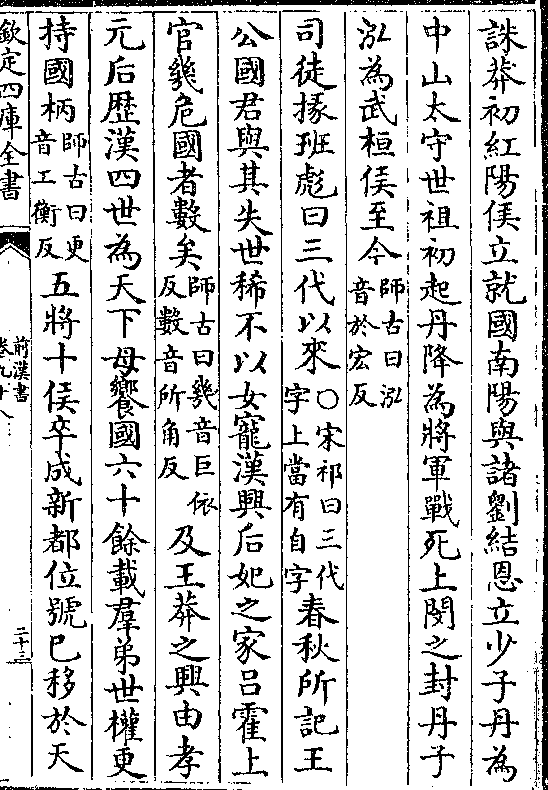 誅莽初紅陽侯立就國南陽與諸劉結恩立少子丹為
中山太守世祖初起丹降為將軍戰死上閔之封丹子
泓為武桓侯至今師古曰泓音於宏反
司徒掾班彪曰三代以來○宋祁曰三代字上當有自字春秋所記王
公國君與其失世稀不以女寵漢興后妃之家呂霍上
官幾危國者數矣師古曰幾音巨依反數音所角反及王莽之興由孝
元后歷漢四世為天下母饗國六十餘載羣弟世權更
持國柄師古曰更音工衡反五將十侯卒成新都位號已移於天
欽定四庫全書
前漢書
卷九十八
二十三